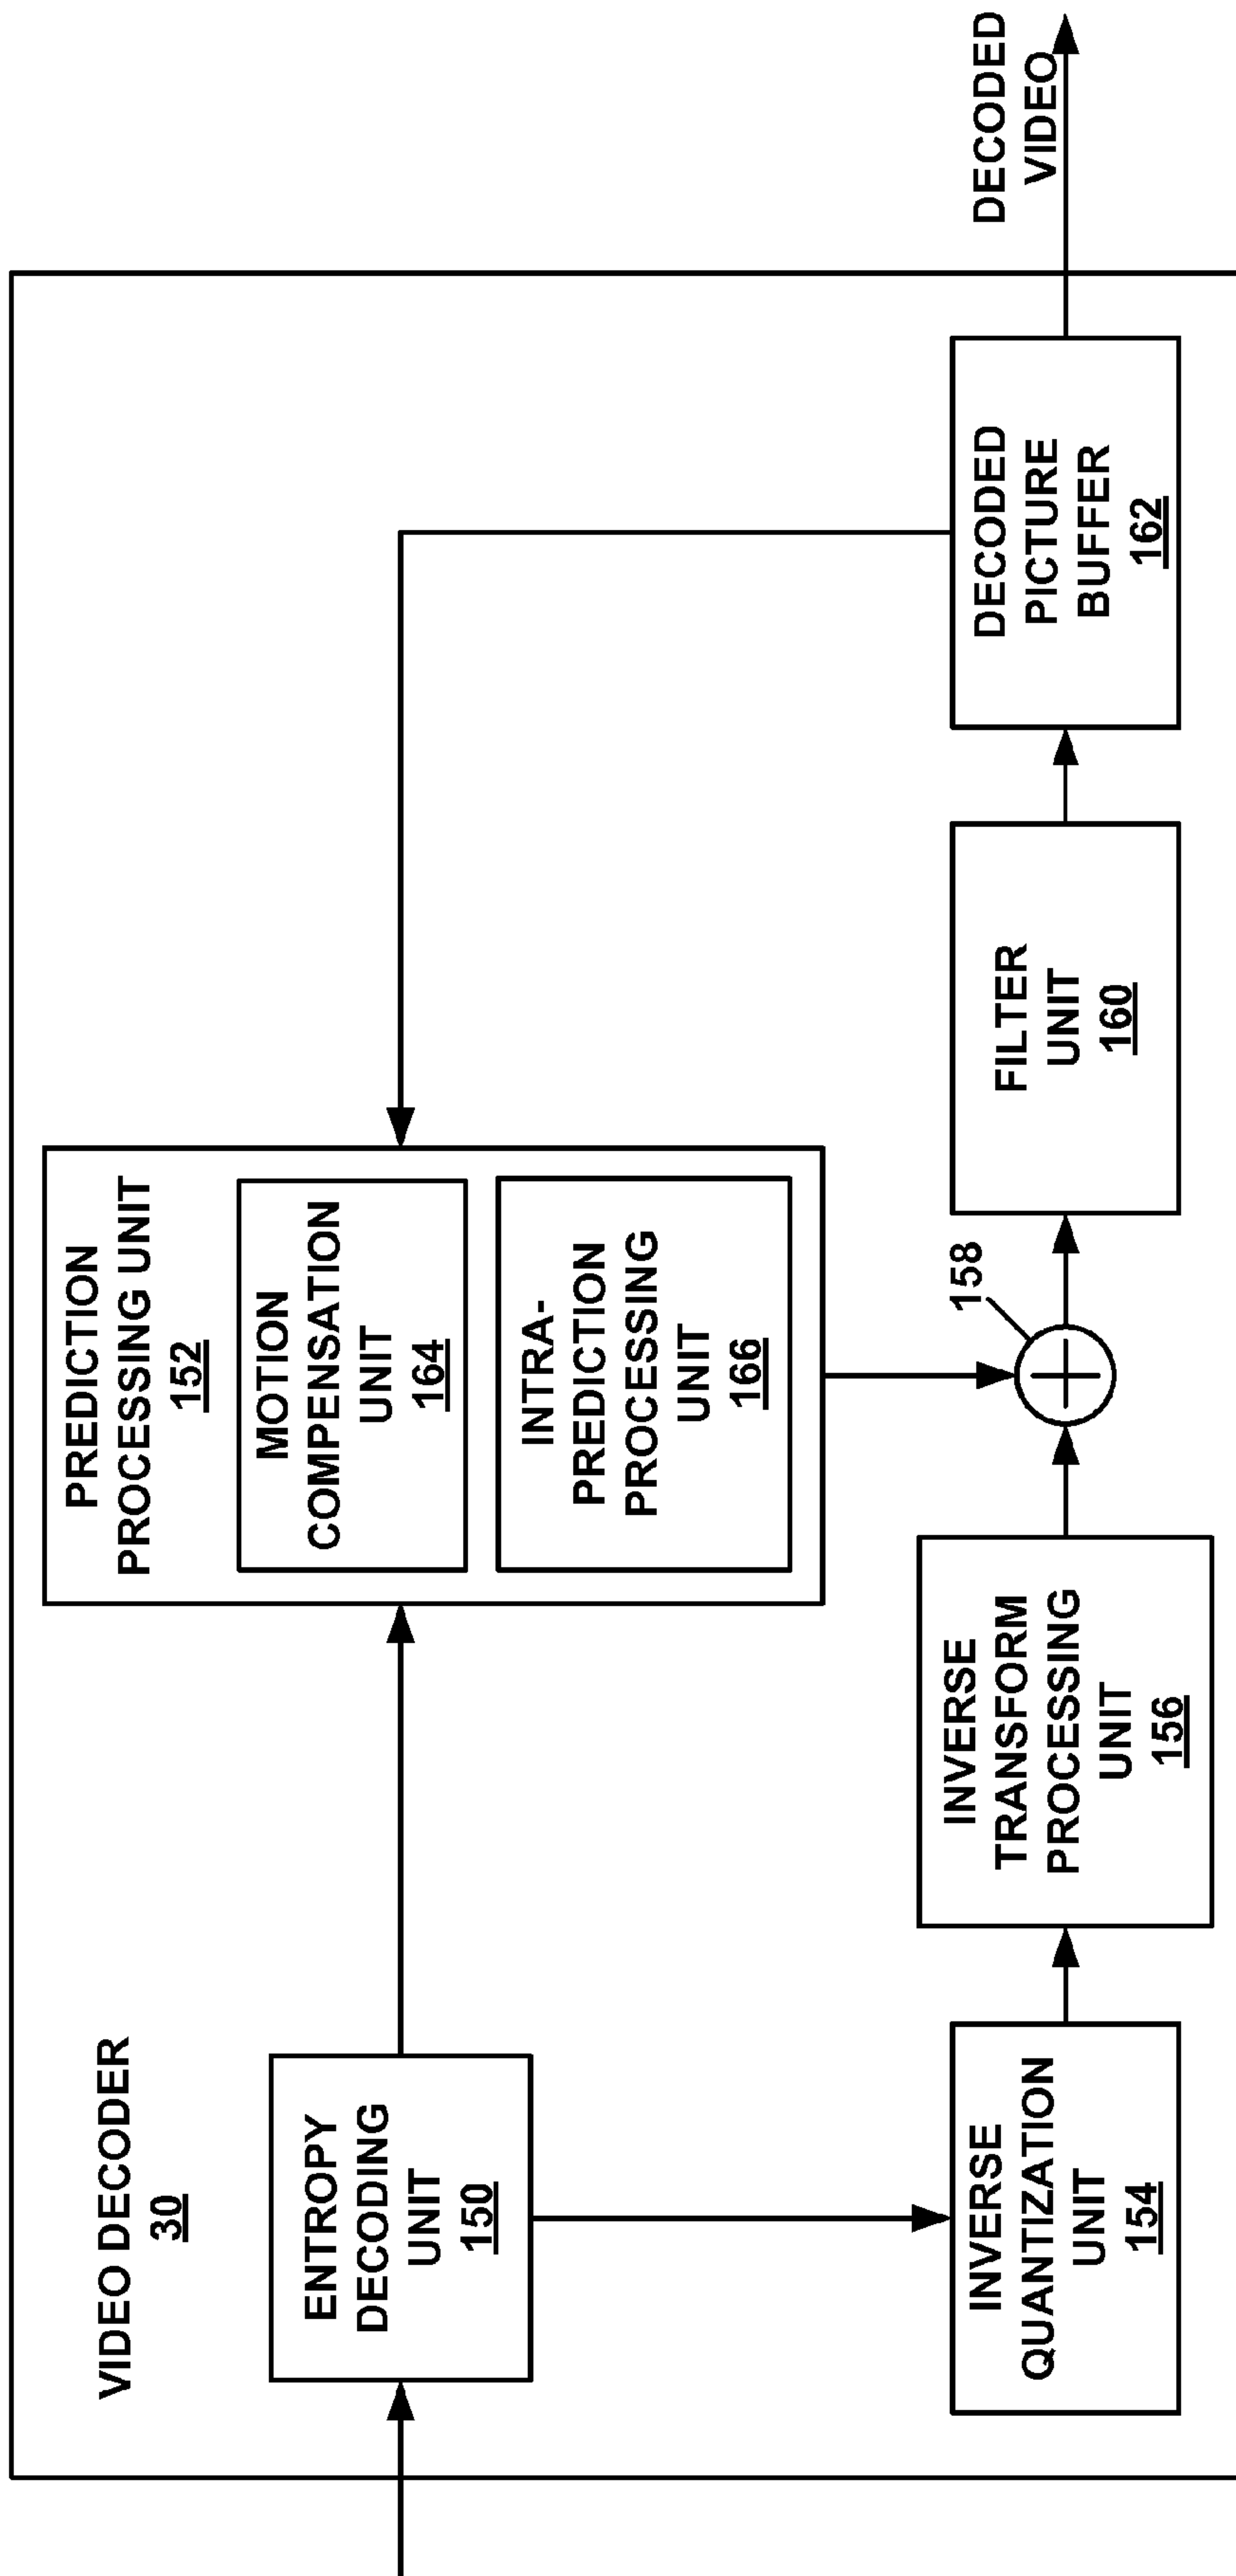 VIDEO DECODER
30
ENTROPY
DECODING
UNIT
150
PREDICTION
PROCESSING UNIT
152
MOTION
COMPENSATION
UNIT
164
INTRA-
PREDICTION
PROCESSING
UNIT
166
INVERSE
QUANTIZATION
UNIT
154
INVERSE
TRANSFORM
PROCESSING
UNIT
156
158
FILTER
UNIT
160
DECODED
PICTURE
BUFFER
162
DECODED
VIDEO